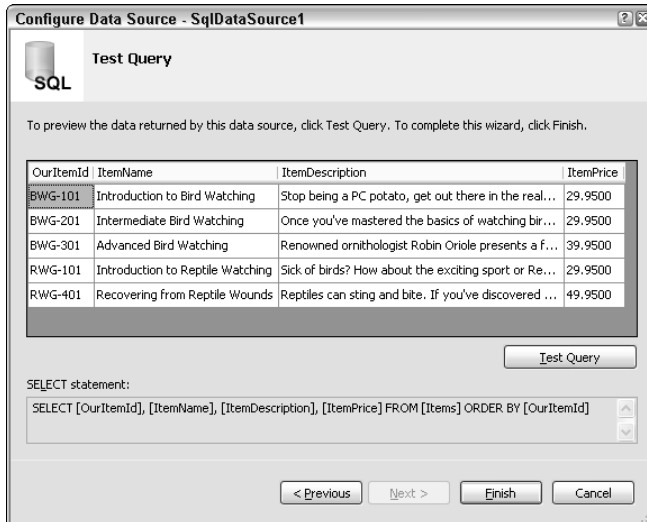 Configure Data Source - SqlDataSource1
SQL
Test Query
To preview the data returned by this data source, click Test Query. To complete this wizard, click Finish.
OurItemId ItemName ItemDescription ItemPrice
BWG-101 Introduction to Bird Watching Stop being a PC potato, get out there in the real... 29.9500
BWG-201 Intermediate Bird Watching Once you've mastered the basics of watching bir... 29.9500
BWG-301 Advanced Bird Watching Renowned ornithologist Robin Oriole presents a f... 39.9500
RWG-101 Introduction to Reptile Watching Sick of birds? How about the exciting sport or Re... 29.9500
RWG-401 Recovering from Reptile Wounds Reptiles can sting and bite. If you've discovered ... 49.9500
Test Query
SELECT statement:
SELECT [OurItemId], [ItemName], [ItemDescription], [ItemPrice] FROM [Items] ORDER BY [OurItemId]
< Previous Next > Finish Cancel